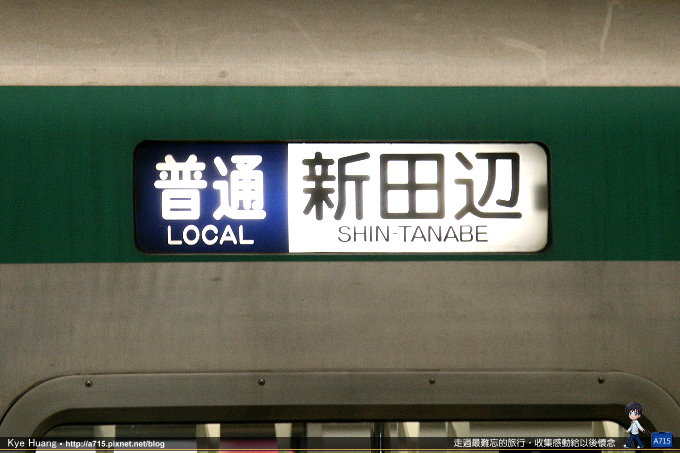 普通 新田辺
LOCAL SHIN-TANABE
Kye Huang • http://a715.pixnet.net/blog
走過最難忘的旅行・收集感動給以後懷念
A715